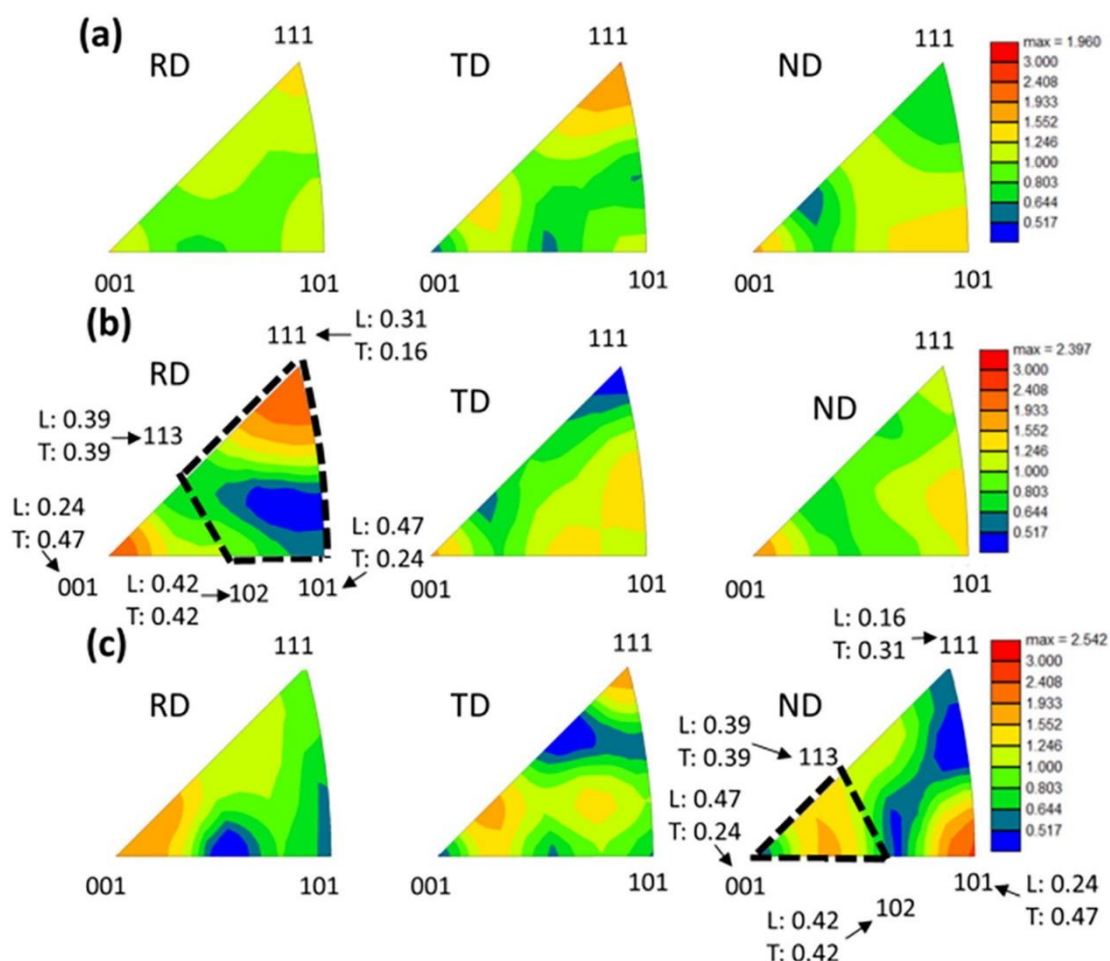 (a)
RD
111
TD
111
ND
111
max = 1.960
3.000
2.408
1.933
1.552
1.246
1.000
0.803
0.644
0.517
001
101
001
101
001
101
(b)
RD
111
L: 0.31
T: 0.16
L: 0.39
T: 0.39
113
L: 0.24
T: 0.47
001
L: 0.42
T: 0.42
102
101
L: 0.47
T: 0.24
TD
111
001
101
ND
111
001
101
max = 2.397
3.000
2.408
1.933
1.552
1.246
1.000
0.803
0.644
0.517
(c)
RD
111
001
101
TD
111
001
101
ND
L: 0.16
T: 0.31
111
L: 0.39
T: 0.39
113
L: 0.47
T: 0.24
001
L: 0.42
T: 0.42
102
101
L: 0.24
T: 0.47
max = 2.542
3.000
2.408
1.933
1.552
1.246
1.000
0.803
0.644
0.517